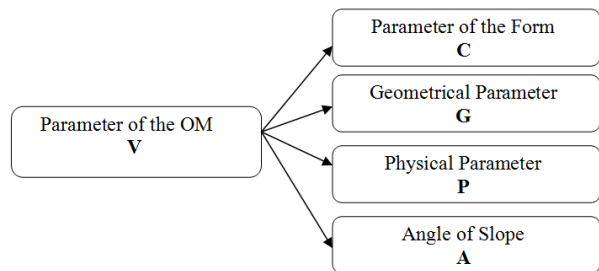 Parameter of the Form
C
Geometrical Parameter
G
Parameter of the OM
V
Physical Parameter
P
Angle of Slope
A